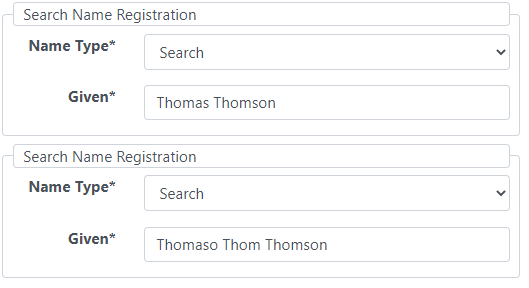 Search Name Registration
Name Type* Search
Given* Thomas Thomson
Search Name Registration
Name Type* Search
Given* Thomaso Thom Thomson